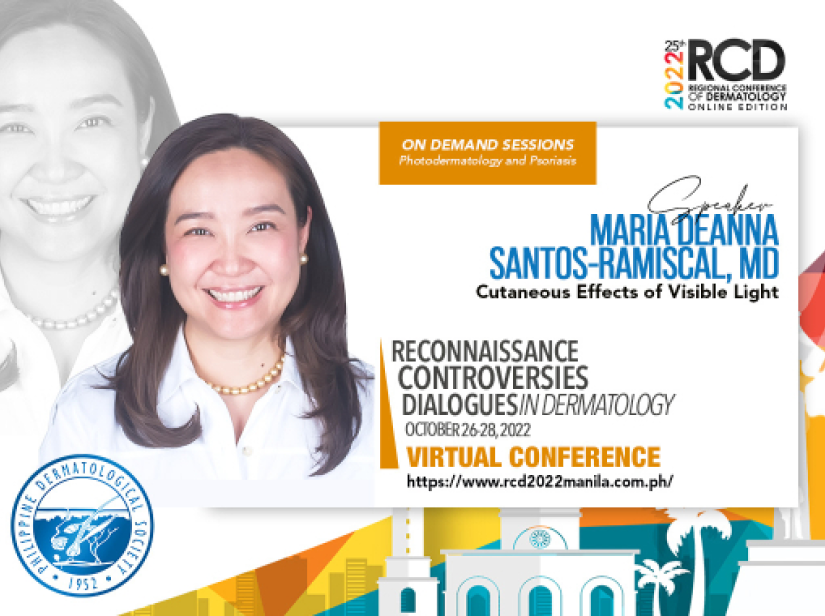 25th
2022
RCD
REGIONAL CONFERENCE
OF DERMATOLOGY
ONLINE EDITION
ON DEMAND SESSIONS
Photodermatology and Psoriasis
Speaker
MARIA DEANNA
SANTOS-RAMISCAL, MD
Cutaneous Effects of Visible Light
RECONNAISSANCE
CONTROVERSIES
DIALOGUES IN DERMATOLOGY
OCTOBER 26-28, 2022
VIRTUAL CONFERENCE
https://www.rcd2022manila.com.ph/
PHILIPPINE DERMATOLOGICAL SOCIETY
• 1952 •